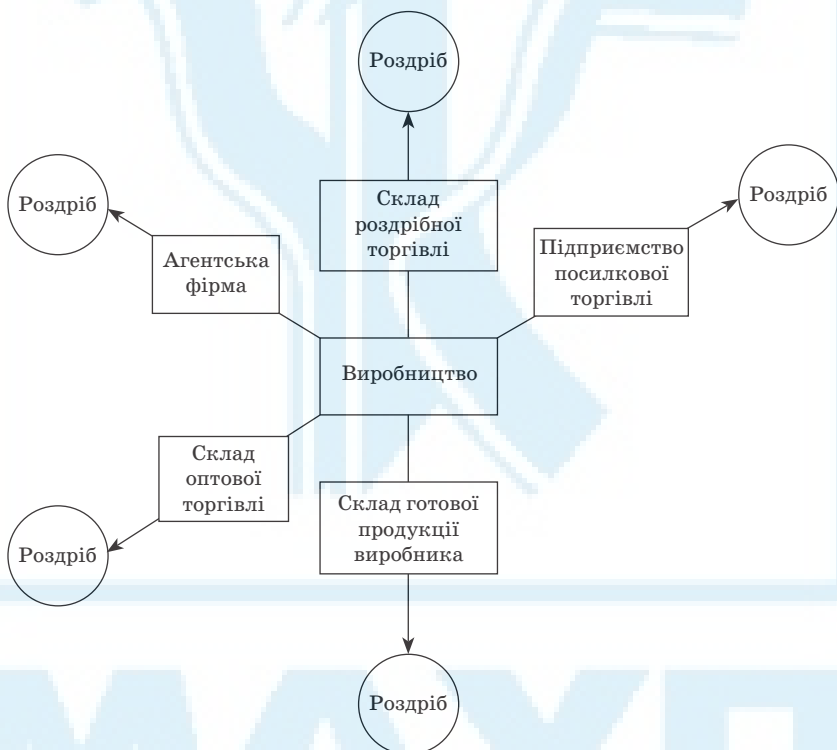 Роздріб
Склад
роздрібної
торгівлі
Роздріб
Роздріб
Агентська
фірма
Підприємство
посилкової
торгівлі
Виробництво
Склад
оптової
торгівлі
Склад готової
продукції
виробника
Роздріб
Роздріб
МАУП